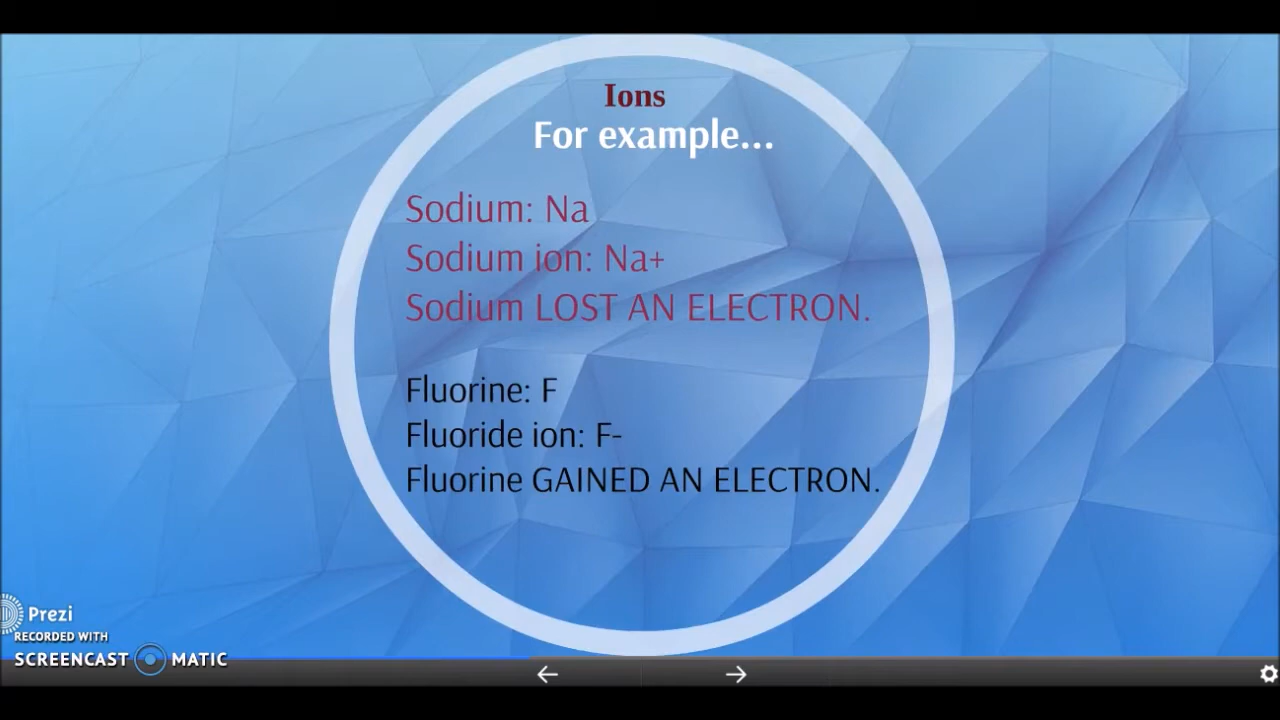 Ions
For example...
Sodium: Na
Sodium ion: Na+
Sodium LOST AN ELECTRON.
Fluorine: F
Fluoride ion: F-
Fluorine GAINED AN ELECTRON.
Prezi
RECORDED WITH
SCREENCAST MATIC